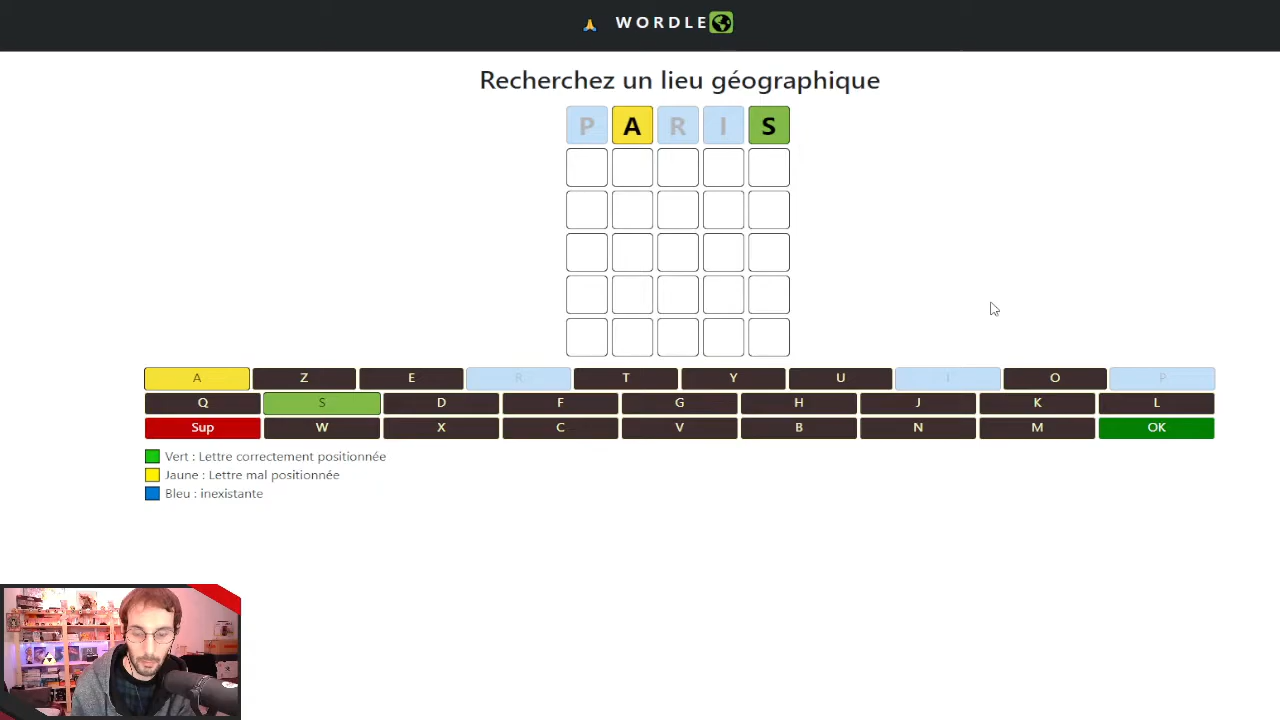 WORDLE
Recherchez un lieu géographique
P A R I S
A Z E R T Y U I O P
Q S D F G H J K L
Sup W X C V B N M OK
Vert : Lettre correctement positionnée
Jaune : Lettre mal positionnée
Bleu : inexistante